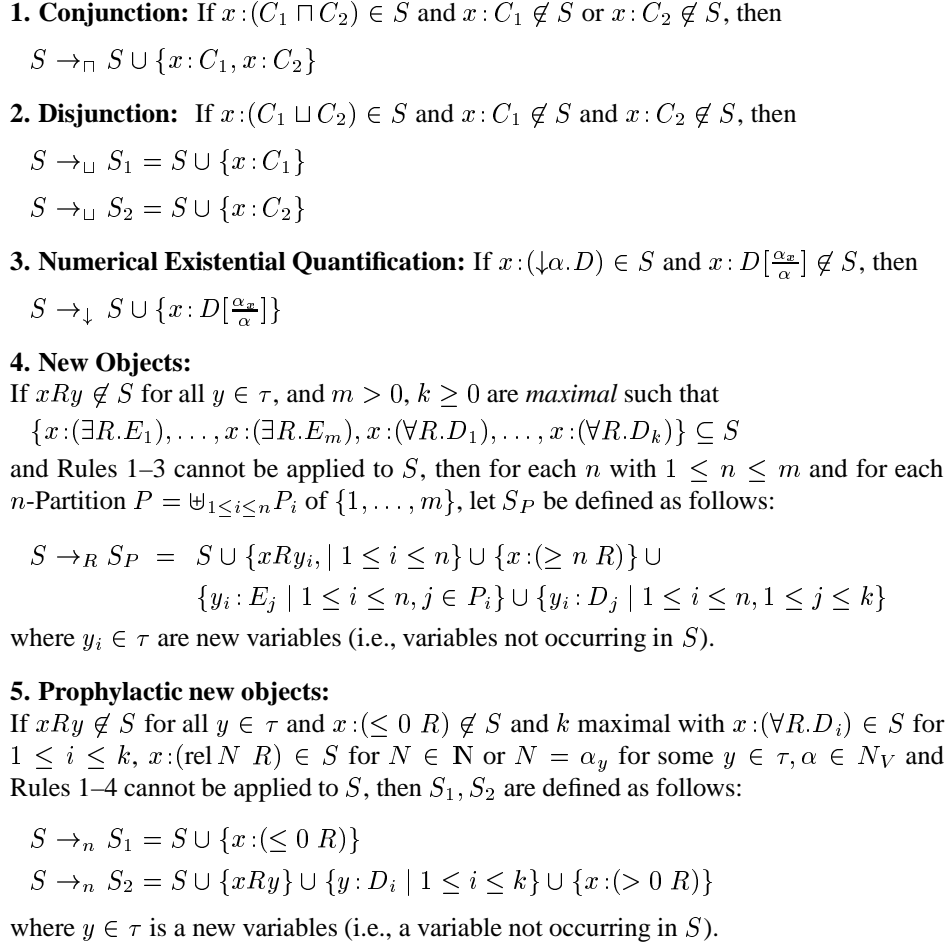 1. Conjunction: If x:(C₁ ⊓ C₂) ∈ S and x:C₁ ∉ S or x:C₂ ∉ S, then
S →⊓ S ∪ {x:C₁, x:C₂}
2. Disjunction: If x:(C₁ ⊔ C₂) ∈ S and x:C₁ ∉ S and x:C₂ ∉ S, then
S →⊔ S₁ = S ∪ {x:C₁}
S →⊔ S₂ = S ∪ {x:C₂}
3. Numerical Existential Quantification: If x:(↓α.D) ∈ S and x:D[αₓ/α] ∉ S, then
S →↓ S ∪ {x:D[αₓ/α]}
4. New Objects:
If xRy ∉ S for all y ∈ τ, and m > 0, k ≥ 0 are maximal such that
{x:(∃R.E₁), . . . , x:(∃R.Eₘ), x:(∀R.D₁), . . . , x:(∀R.Dₖ)} ⊆ S
and Rules 1–3 cannot be applied to S, then for each n with 1 ≤ n ≤ m and for each
n-Partition P = ⊎₁≤ᵢ≤ₙPᵢ of {1, . . . , m}, let S_P be defined as follows:
S →_R S_P = S ∪ {xRyᵢ, | 1 ≤ i ≤ n} ∪ {x:(≥ n R)} ∪
{yᵢ:Eⱼ | 1 ≤ i ≤ n, j ∈ Pᵢ} ∪ {yᵢ:Dⱼ | 1 ≤ i ≤ n, 1 ≤ j ≤ k}
where yᵢ ∈ τ are new variables (i.e., variables not occurring in S).
5. Prophylactic new objects:
If xRy ∉ S for all y ∈ τ and x:(≤ 0 R) ∉ S and k maximal with x:(∀R.Dᵢ) ∈ S for
1 ≤ i ≤ k, x:(rel N R) ∈ S for N ∈ ℕ or N = α_y for some y ∈ τ, α ∈ N_V and
Rules 1–4 cannot be applied to S, then S₁, S₂ are defined as follows:
S →ₙ S₁ = S ∪ {x:(≤ 0 R)}
S →ₙ S₂ = S ∪ {xRy} ∪ {y:Dᵢ | 1 ≤ i ≤ k} ∪ {x:(> 0 R)}
where y ∈ τ is a new variables (i.e., a variable not occurring in S).